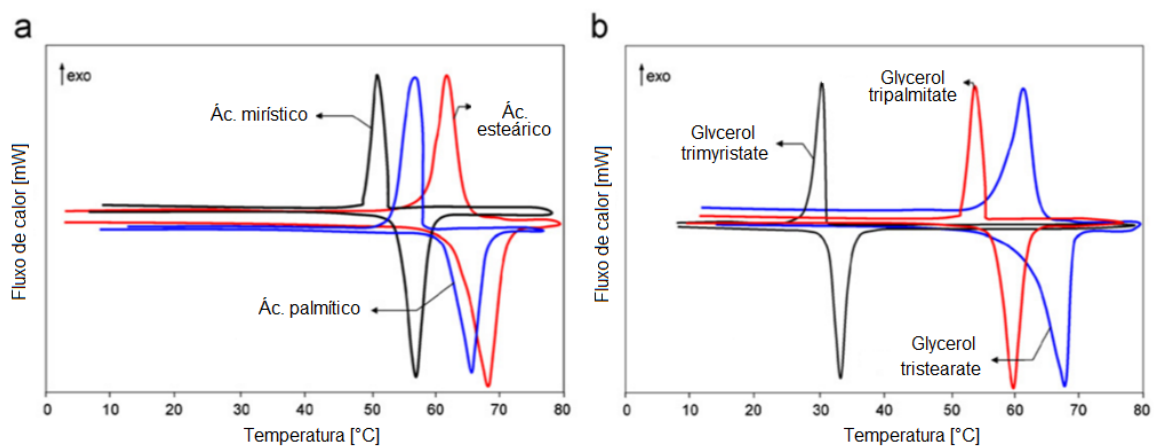 a
exo
Ác. mirístico
Ác.
esteárico
Ác. palmítico
Fluxo de calor [mW]
0 10 20 30 40 50 60 70 80
Temperatura [°C]
b
exo
Glycerol
tripalmitate
Glycerol
trimyristate
Glycerol
tristearate
Fluxo de calor [mW]
0 10 20 30 40 50 60 70 80
Temperatura [°C]